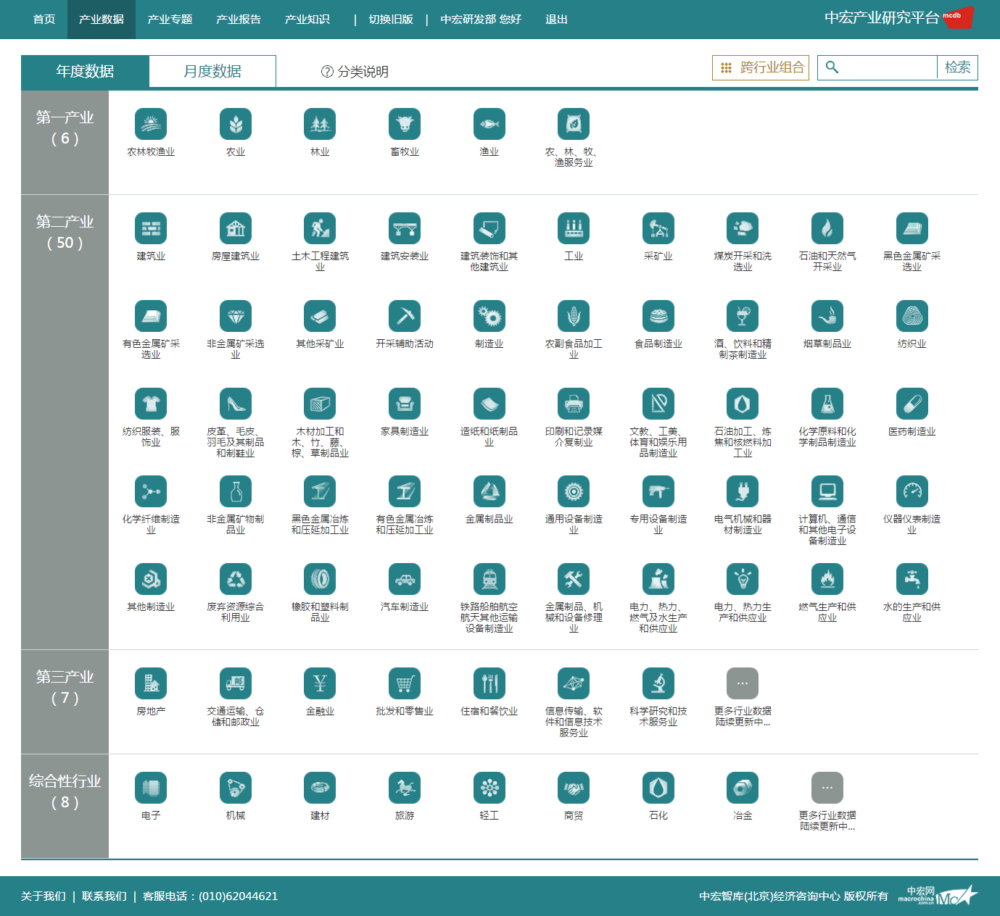 首页 产业数据 产业专题 产业报告 产业知识 | 切换旧版 | 中宏研发部 您好 退出
中宏产业研究平台 mcdb
年度数据 月度数据 ? 分类说明 跨行业组合 检索
第一产业
( 6 )
农林牧渔业 农业 林业 畜牧业 渔业 农、林、牧、
渔服务业
第二产业
( 50 )
建筑业 房屋建筑业 土木工程建筑 建筑安装业 建筑装饰和其 工业 采矿业 煤炭开采和洗 石油和天然气 黑色金属矿采
业 他建筑业 选业 开采业 选业
有色金属矿采 非金属矿采选 其他采矿业 开采辅助活动 制造业 农副食品加工 食品制造业 酒、饮料和精 烟草制品业 纺织业
选业 业 业 制茶制造业
纺织服装、服 皮革、毛皮、 木材加工和 家具制造业 造纸和纸制品 印刷和记录媒 文教、工美、 石油加工、炼 化学原料和化 医药制造业
饰业 羽毛及其制品 木、竹、藤、 业 介复制业 体育和娱乐用 焦和核燃料加 学制品制造业
和制鞋业 棕、草制品业 品制造业 工业
化学纤维制造 非金属矿物制 黑色金属冶炼 有色金属冶炼 金属制品业 通用设备制造 专用设备制造 电气机械和器 计算机、通信 仪器仪表制造
业 品业 和压延加工业 和压延加工业 业 业 材制造业 和其他电子设 业
备制造业
其他制造业 废弃资源综合 橡胶和塑料制 汽车制造业 铁路船舶航空 金属制品、机 电力、热力、 电力、热力生 燃气生产和供 水的生产和供
利用业 品业 航天其他运输 械和设备修理 燃气及水生产 产和供应业 应业 应业
设备制造业 业 和供应业
第三产业
( 7 )
邮 ¥ ...
房地产 交通运输、仓 金融业 批发和零售业 住宿和餐饮业 信息传输、软 科学研究和技 更多行业数据
储和邮政业 件和信息技术 术服务业 陆续更新中...
服务业
综合性行业
( 8 )
...
电子 机械 建材 旅游 轻工 商贸 石化 冶金 更多行业数据
陆续更新中...
关于我们 | 联系我们 | 客服电话：(010)62044621
中宏智库(北京)经济咨询中心 版权所有 中宏网
macrochina
.com.cn
Mc